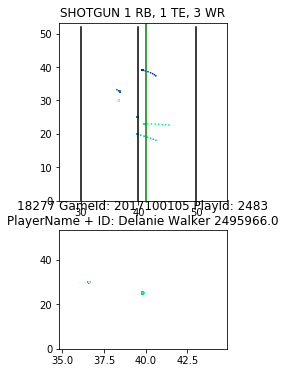 SHOTGUN 1 RB, 1 TE, 3 WR
50
40
30
20
10
0
30 40 50
18277 GameId: 2017100105 PlayId: 2483
PlayerName + ID: Delanie Walker 2495966.0
40
20
0
35.0 37.5 40.0 42.5